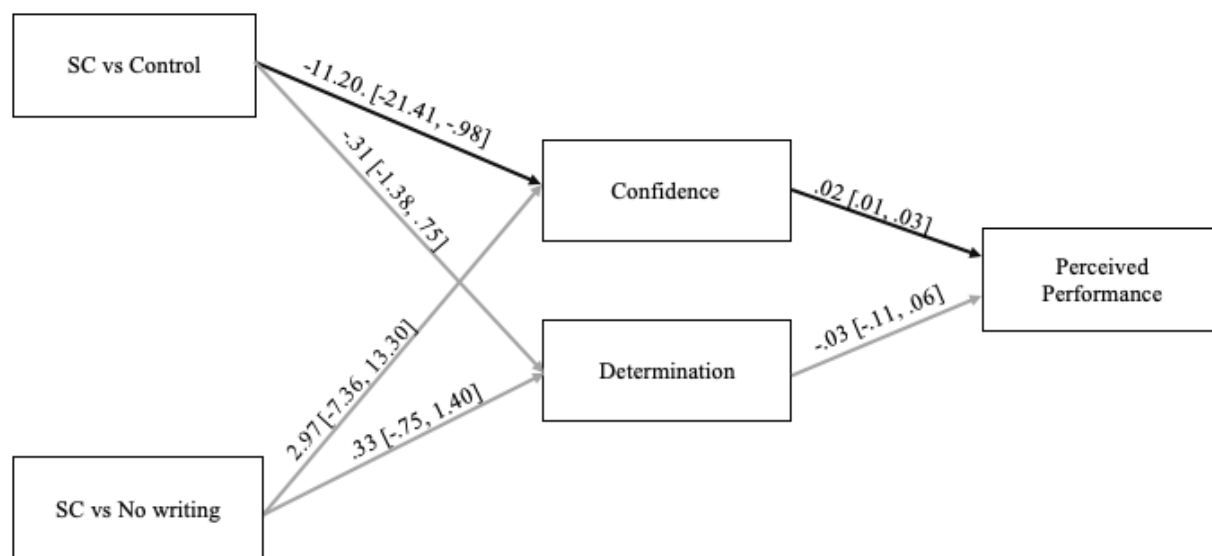 SC vs Control
-11.20. [-21.41, -.98]
-.31 [-1.38, .75]
Confidence
.02 [.01, .03]
Perceived
Performance
Determination
-.03 [-.11, .06]
2.97 [-7.36, 13.30]
.33 [-.75, 1.40]
SC vs No writing